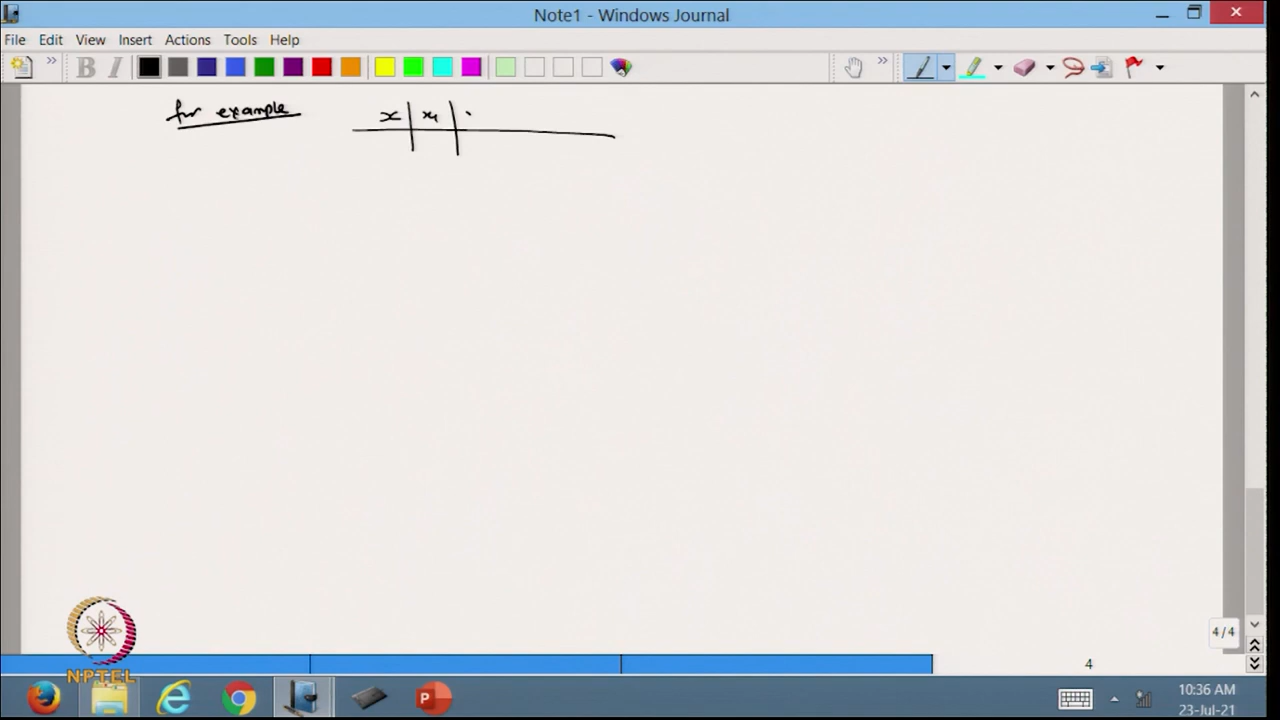 Note1 - Windows Journal
File Edit View Insert Actions Tools Help
B I
for example
x x₁
4 / 4
4
NPTEL
10:36 AM
23-Jul-21